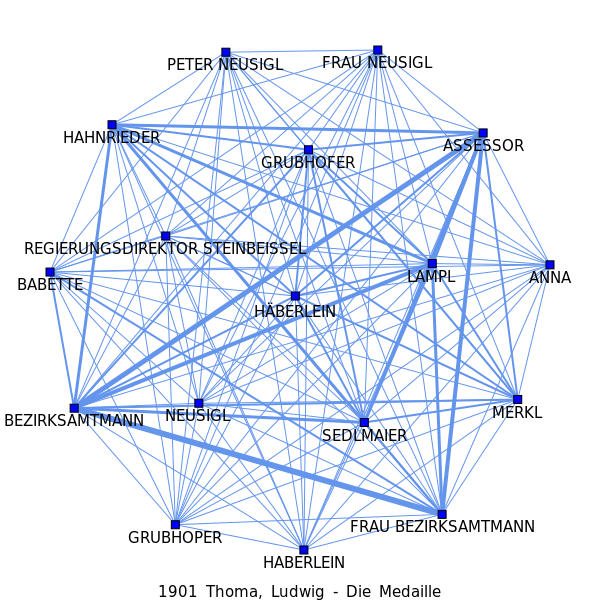 PETER NEUSIGL
FRAU NEUSIGL
HAHNRIEDER
ASSESSOR
GRUBHOFER
REGIERUNGSDIREKTOR STEINBEISSEL
BABETTE
LAMPL
ANNA
HÄBERLEIN
BEZIRKSAMTMANN
NEUSIGL
MERKL
SEDLMAIER
GRUBHOPER
FRAU BEZIRKSAMTMANN
HABERLEIN
1901 Thoma, Ludwig - Die Medaille